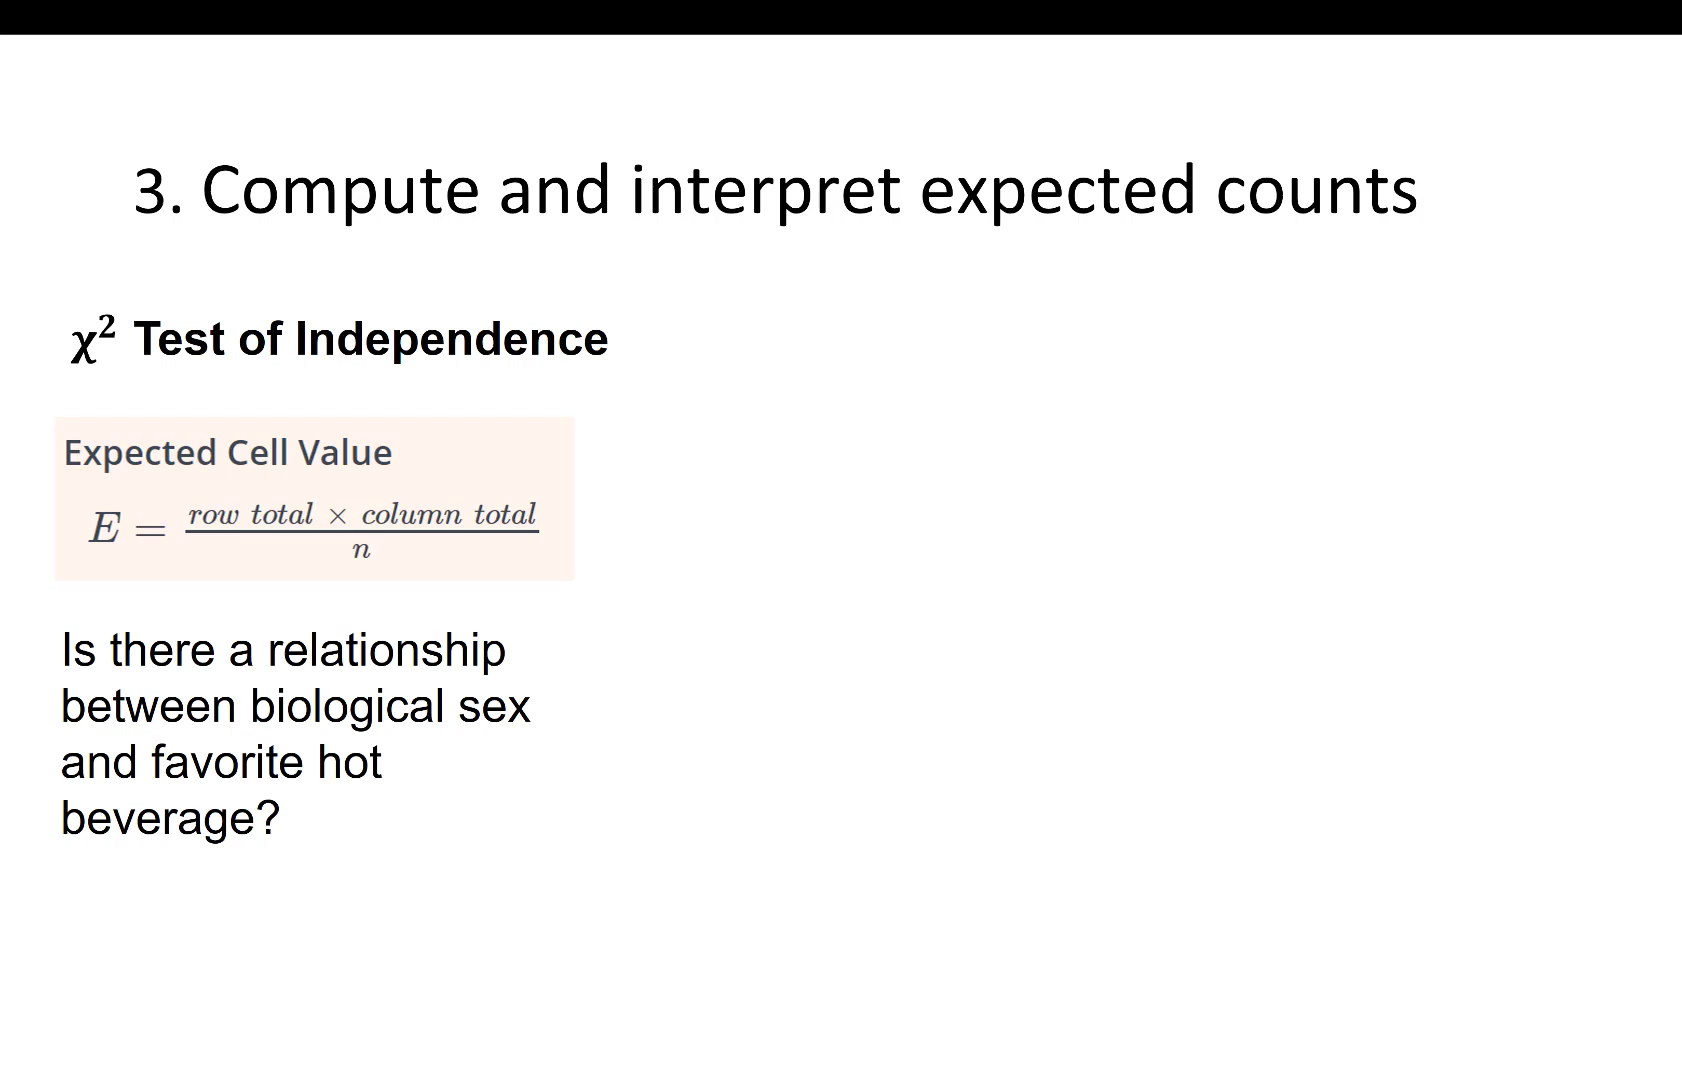 3. Compute and interpret expected counts
χ² Test of Independence
Expected Cell Value
E = row total × column total / n
Is there a relationship
between biological sex
and favorite hot
beverage?